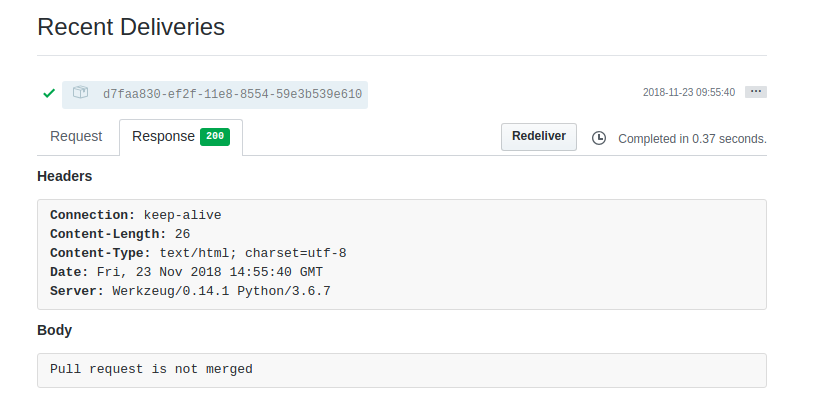 Recent Deliveries
d7faa830-ef2f-11e8-8554-59e3b539e610 2018-11-23 09:55:40 ···
Request Response 200 Redeliver Completed in 0.37 seconds.
Headers
Connection: keep-alive
Content-Length: 26
Content-Type: text/html; charset=utf-8
Date: Fri, 23 Nov 2018 14:55:40 GMT
Server: Werkzeug/0.14.1 Python/3.6.7
Body
Pull request is not merged